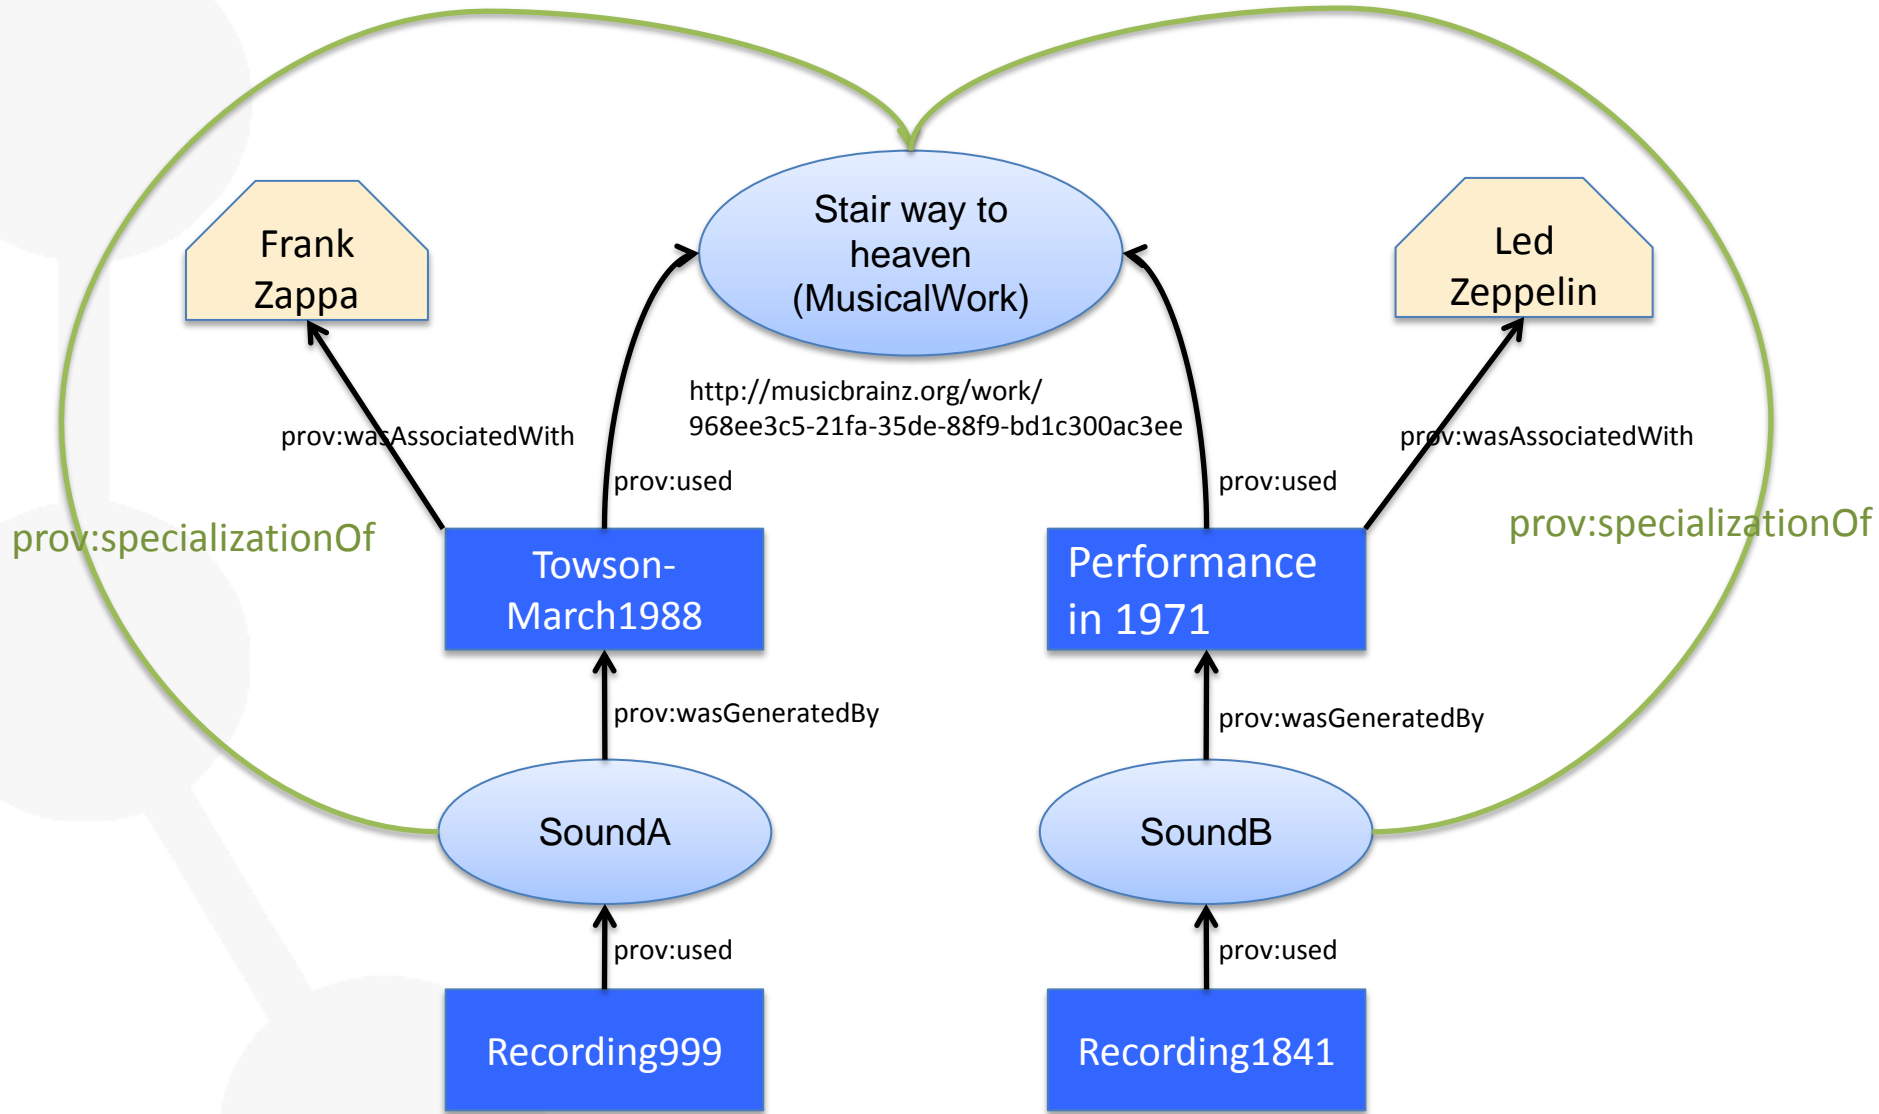 Stair way to
heaven
(MusicalWork)
Frank
Zappa
Led
Zeppelin
http://musicbrainz.org/work/
968ee3c5-21fa-35de-88f9-bd1c300ac3ee
prov:wasAssociatedWith
prov:wasAssociatedWith
prov:used
prov:used
prov:specializationOf
prov:specializationOf
Towson-
March1988
Performance
in 1971
prov:wasGeneratedBy
prov:wasGeneratedBy
SoundA
SoundB
prov:used
prov:used
Recording999
Recording1841